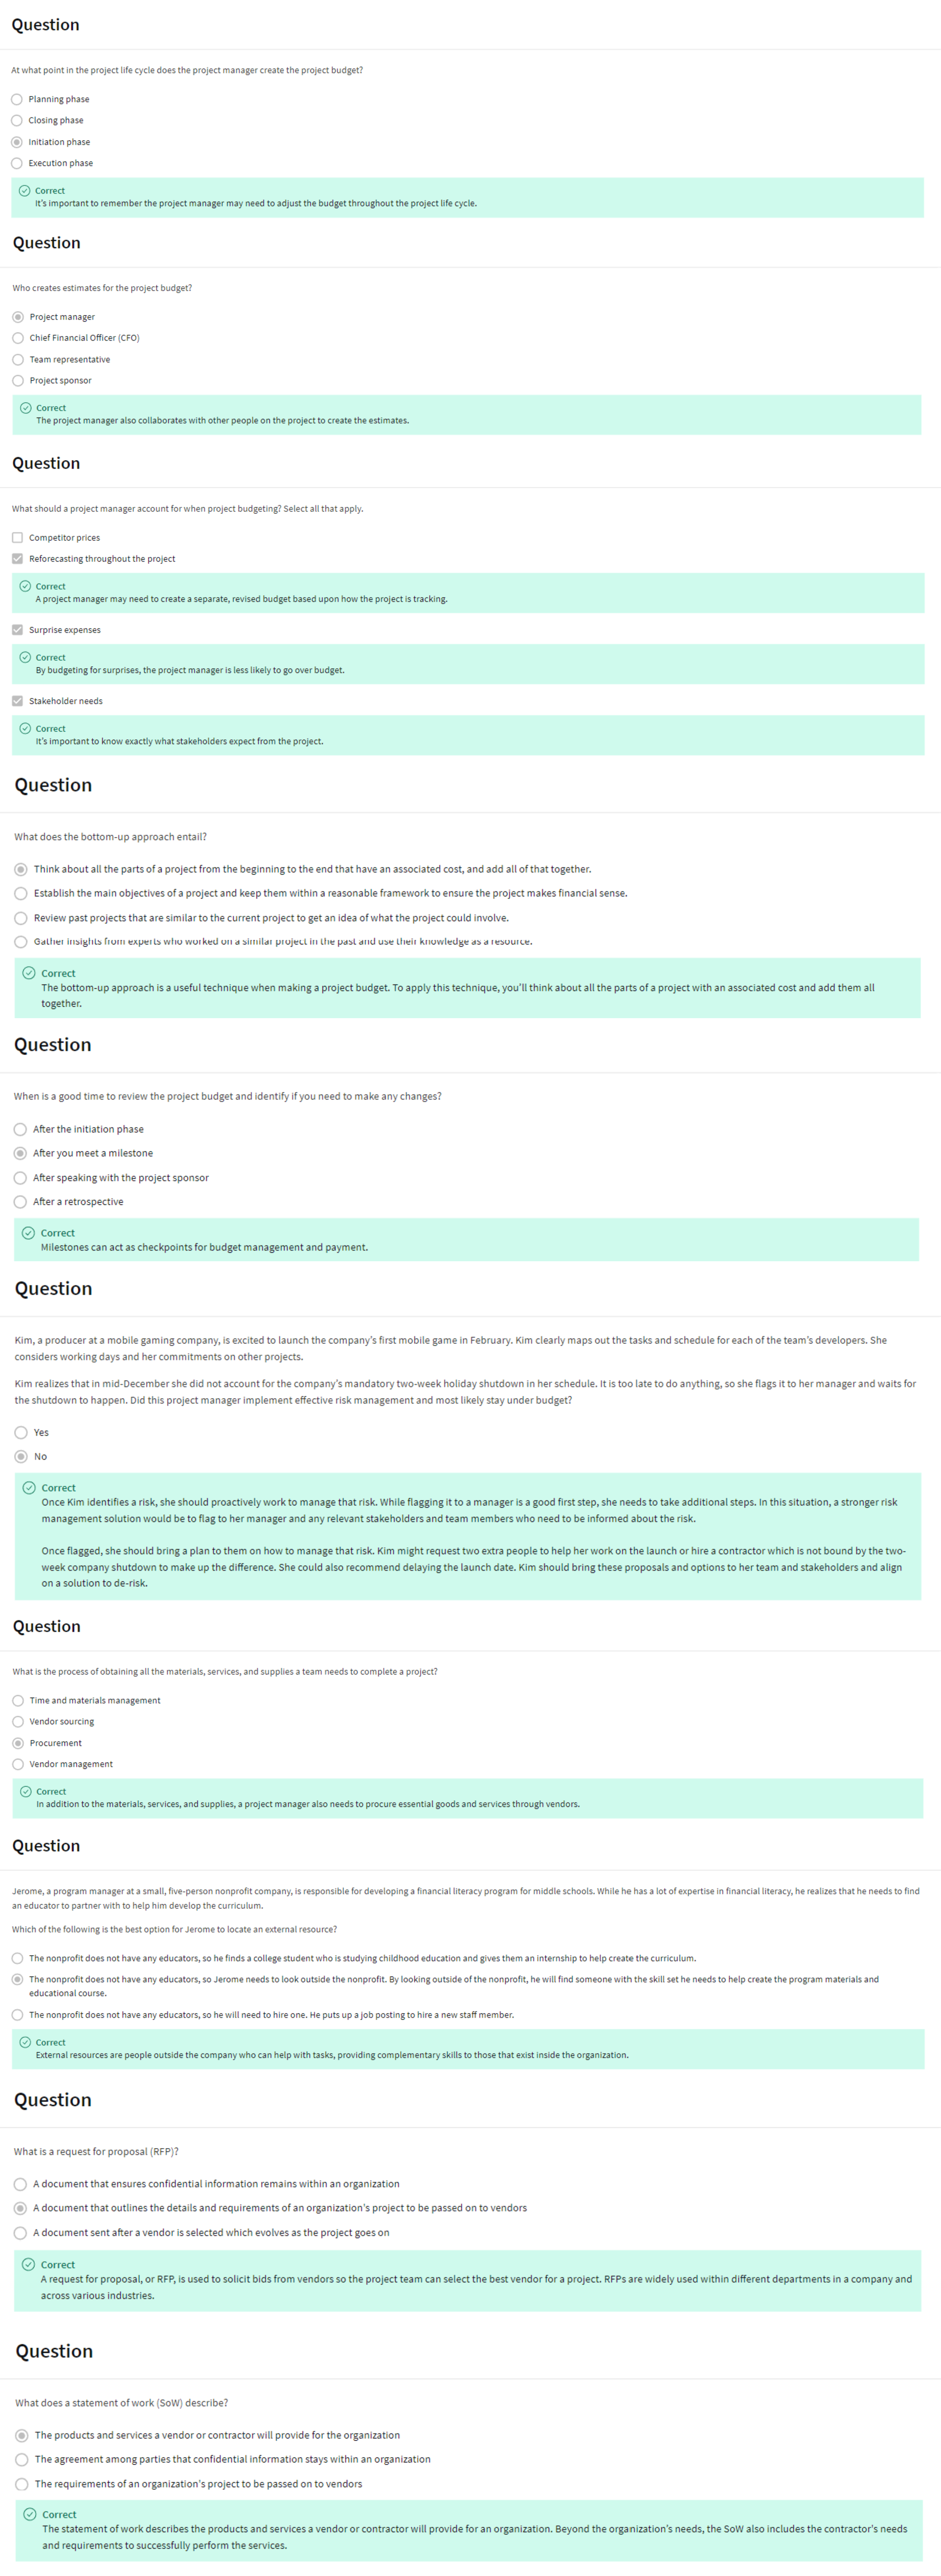 Question
At what point in the project life cycle does the project manager create the project budget?
Planning phase
Closing phase
Initiation phase
Execution phase
Correct
It's important to remember the project manager may need to adjust the budget throughout the project life cycle.
Question
Who creates estimates for the project budget?
Project manager
Chief Financial Officer (CFO)
Team representative
Project sponsor
Correct
The project manager also collaborates with other people on the project to create the estimates.
Question
What should a project manager account for when project budgeting? Select all that apply.
Competitor prices
Reforecasting throughout the project
Correct
A project manager may need to create a separate, revised budget based upon how the project is tracking.
Surprise expenses
Correct
By budgeting for surprises, the project manager is less likely to go over budget.
Stakeholder needs
Correct
It's important to know exactly what stakeholders expect from the project.
Question
What does the bottom-up approach entail?
Think about all the parts of a project from the beginning to the end that have an associated cost, and add all of that together.
Establish the main objectives of a project and keep them within a reasonable framework to ensure the project makes financial sense.
Review past projects that are similar to the current project to get an idea of what the project could involve.
Gather insights from experts who worked on a similar project in the past and use their knowledge as a resource.
Correct
The bottom-up approach is a useful technique when making a project budget. To apply this technique, you'll think about all the parts of a project with an associated cost and add them all
together.
Question
When is a good time to review the project budget and identify if you need to make any changes?
After the initiation phase
After you meet a milestone
After speaking with the project sponsor
After a retrospective
Correct
Milestones can act as checkpoints for budget management and payment.
Question
Kim, a producer at a mobile gaming company, is excited to launch the company's first mobile game in February. Kim clearly maps out the tasks and schedule for each of the team's developers. She
considers working days and her commitments on other projects.
Kim realizes that in mid-December she did not account for the company's mandatory two-week holiday shutdown in her schedule. It is too late to do anything, so she flags it to her manager and waits for
the shutdown to happen. Did this project manager implement effective risk management and most likely stay under budget?
Yes
No
Correct
Once Kim identifies a risk, she should proactively work to manage that risk. While flagging it to a manager is a good first step, she needs to take additional steps. In this situation, a stronger risk
management solution would be to flag to her manager and any relevant stakeholders and team members who need to be informed about the risk.
Once flagged, she should bring a plan to them on how to manage that risk. Kim might request two extra people to help her work on the launch or hire a contractor which is not bound by the two-
week company shutdown to make up the difference. She could also recommend delaying the launch date. Kim should bring these proposals and options to her team and stakeholders and align
on a solution to de-risk.
Question
What is the process of obtaining all the materials, services, and supplies a team needs to complete a project?
Time and materials management
Vendor sourcing
Procurement
Vendor management
Correct
In addition to the materials, services, and supplies, a project manager also needs to procure essential goods and services through vendors.
Question
Jerome, a program manager at a small, five-person nonprofit company, is responsible for developing a financial literacy program for middle schools. While he has a lot of expertise in financial literacy, he realizes that he needs to find
an educator to partner with to help him develop the curriculum.
Which of the following is the best option for Jerome to locate an external resource?
The nonprofit does not have any educators, so he finds a college student who is studying childhood education and gives them an internship to help create the curriculum.
The nonprofit does not have any educators, so Jerome needs to look outside the nonprofit. By looking outside of the nonprofit, he will find someone with the skill set he needs to help create the program materials and
educational course.
The nonprofit does not have any educators, so he will need to hire one. He puts up a job posting to hire a new staff member.
Correct
External resources are people outside the company who can help with tasks, providing complementary skills to those that exist inside the organization.
Question
What is a request for proposal (RFP)?
A document that ensures confidential information remains within an organization
A document that outlines the details and requirements of an organization's project to be passed on to vendors
A document sent after a vendor is selected which evolves as the project goes on
Correct
A request for proposal, or RFP, is used to solicit bids from vendors so the project team can select the best vendor for a project. RFPs are widely used within different departments in a company and
across various industries.
Question
What does a statement of work (SoW) describe?
The products and services a vendor or contractor will provide for the organization
The agreement among parties that confidential information stays within an organization
The requirements of an organization's project to be passed on to vendors
Correct
The statement of work describes the products and services a vendor or contractor will provide for an organization. Beyond the organization's needs, the SoW also includes the contractor's needs
and requirements to successfully perform the services.